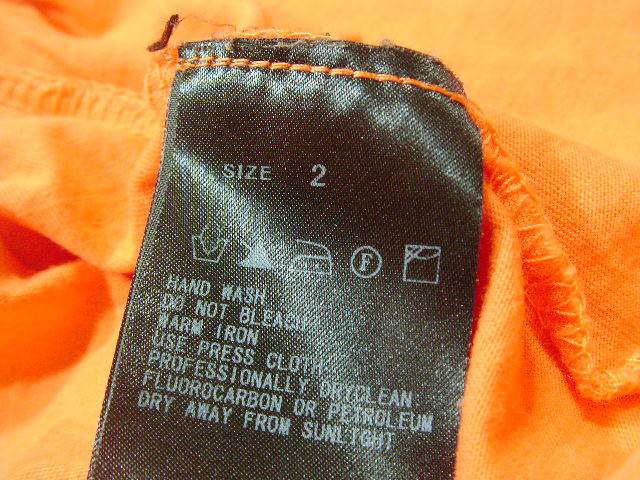 SIZE 2
F
HAND WASH
DO NOT BLEACH
WARM IRON
USE PRESS CLOTH
PROFESSIONALLY DRYCLEAN
FLUOROCARBON OR PETROLEUM
DRY AWAY FROM SUNLIGHT